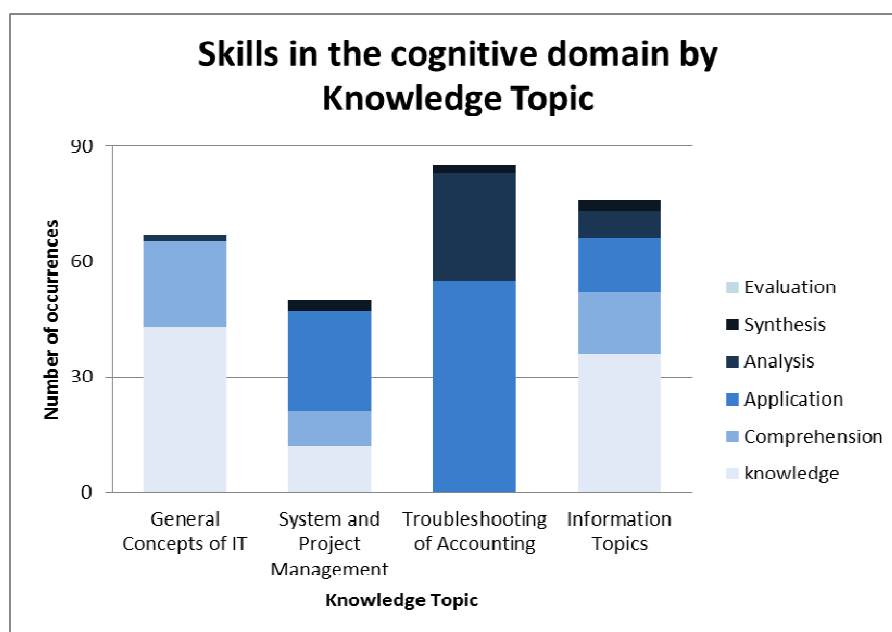 Skills in the cognitive domain by
Knowledge Topic
90
60
30
0
Number of occurrences
General
Concepts of IT
System and
Project
Management
Troubleshooting
of Accounting
Information
Topics
Knowledge Topic
Evaluation
Synthesis
Analysis
Application
Comprehension
knowledge